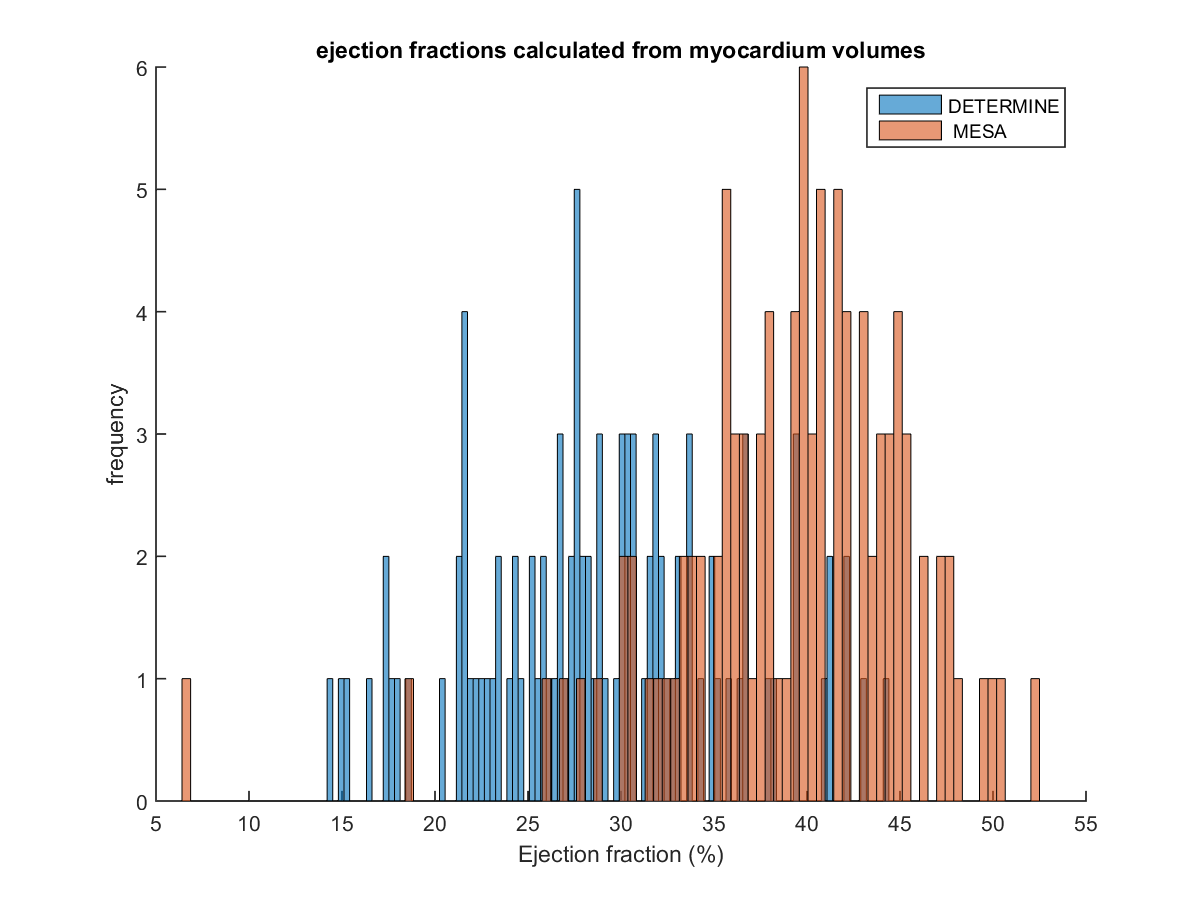 ejection fractions calculated from myocardium volumes
DETERMINE
MESA
frequency
6
5
4
3
2
1
0
5 10 15 20 25 30 35 40 45 50 55
Ejection fraction (%)